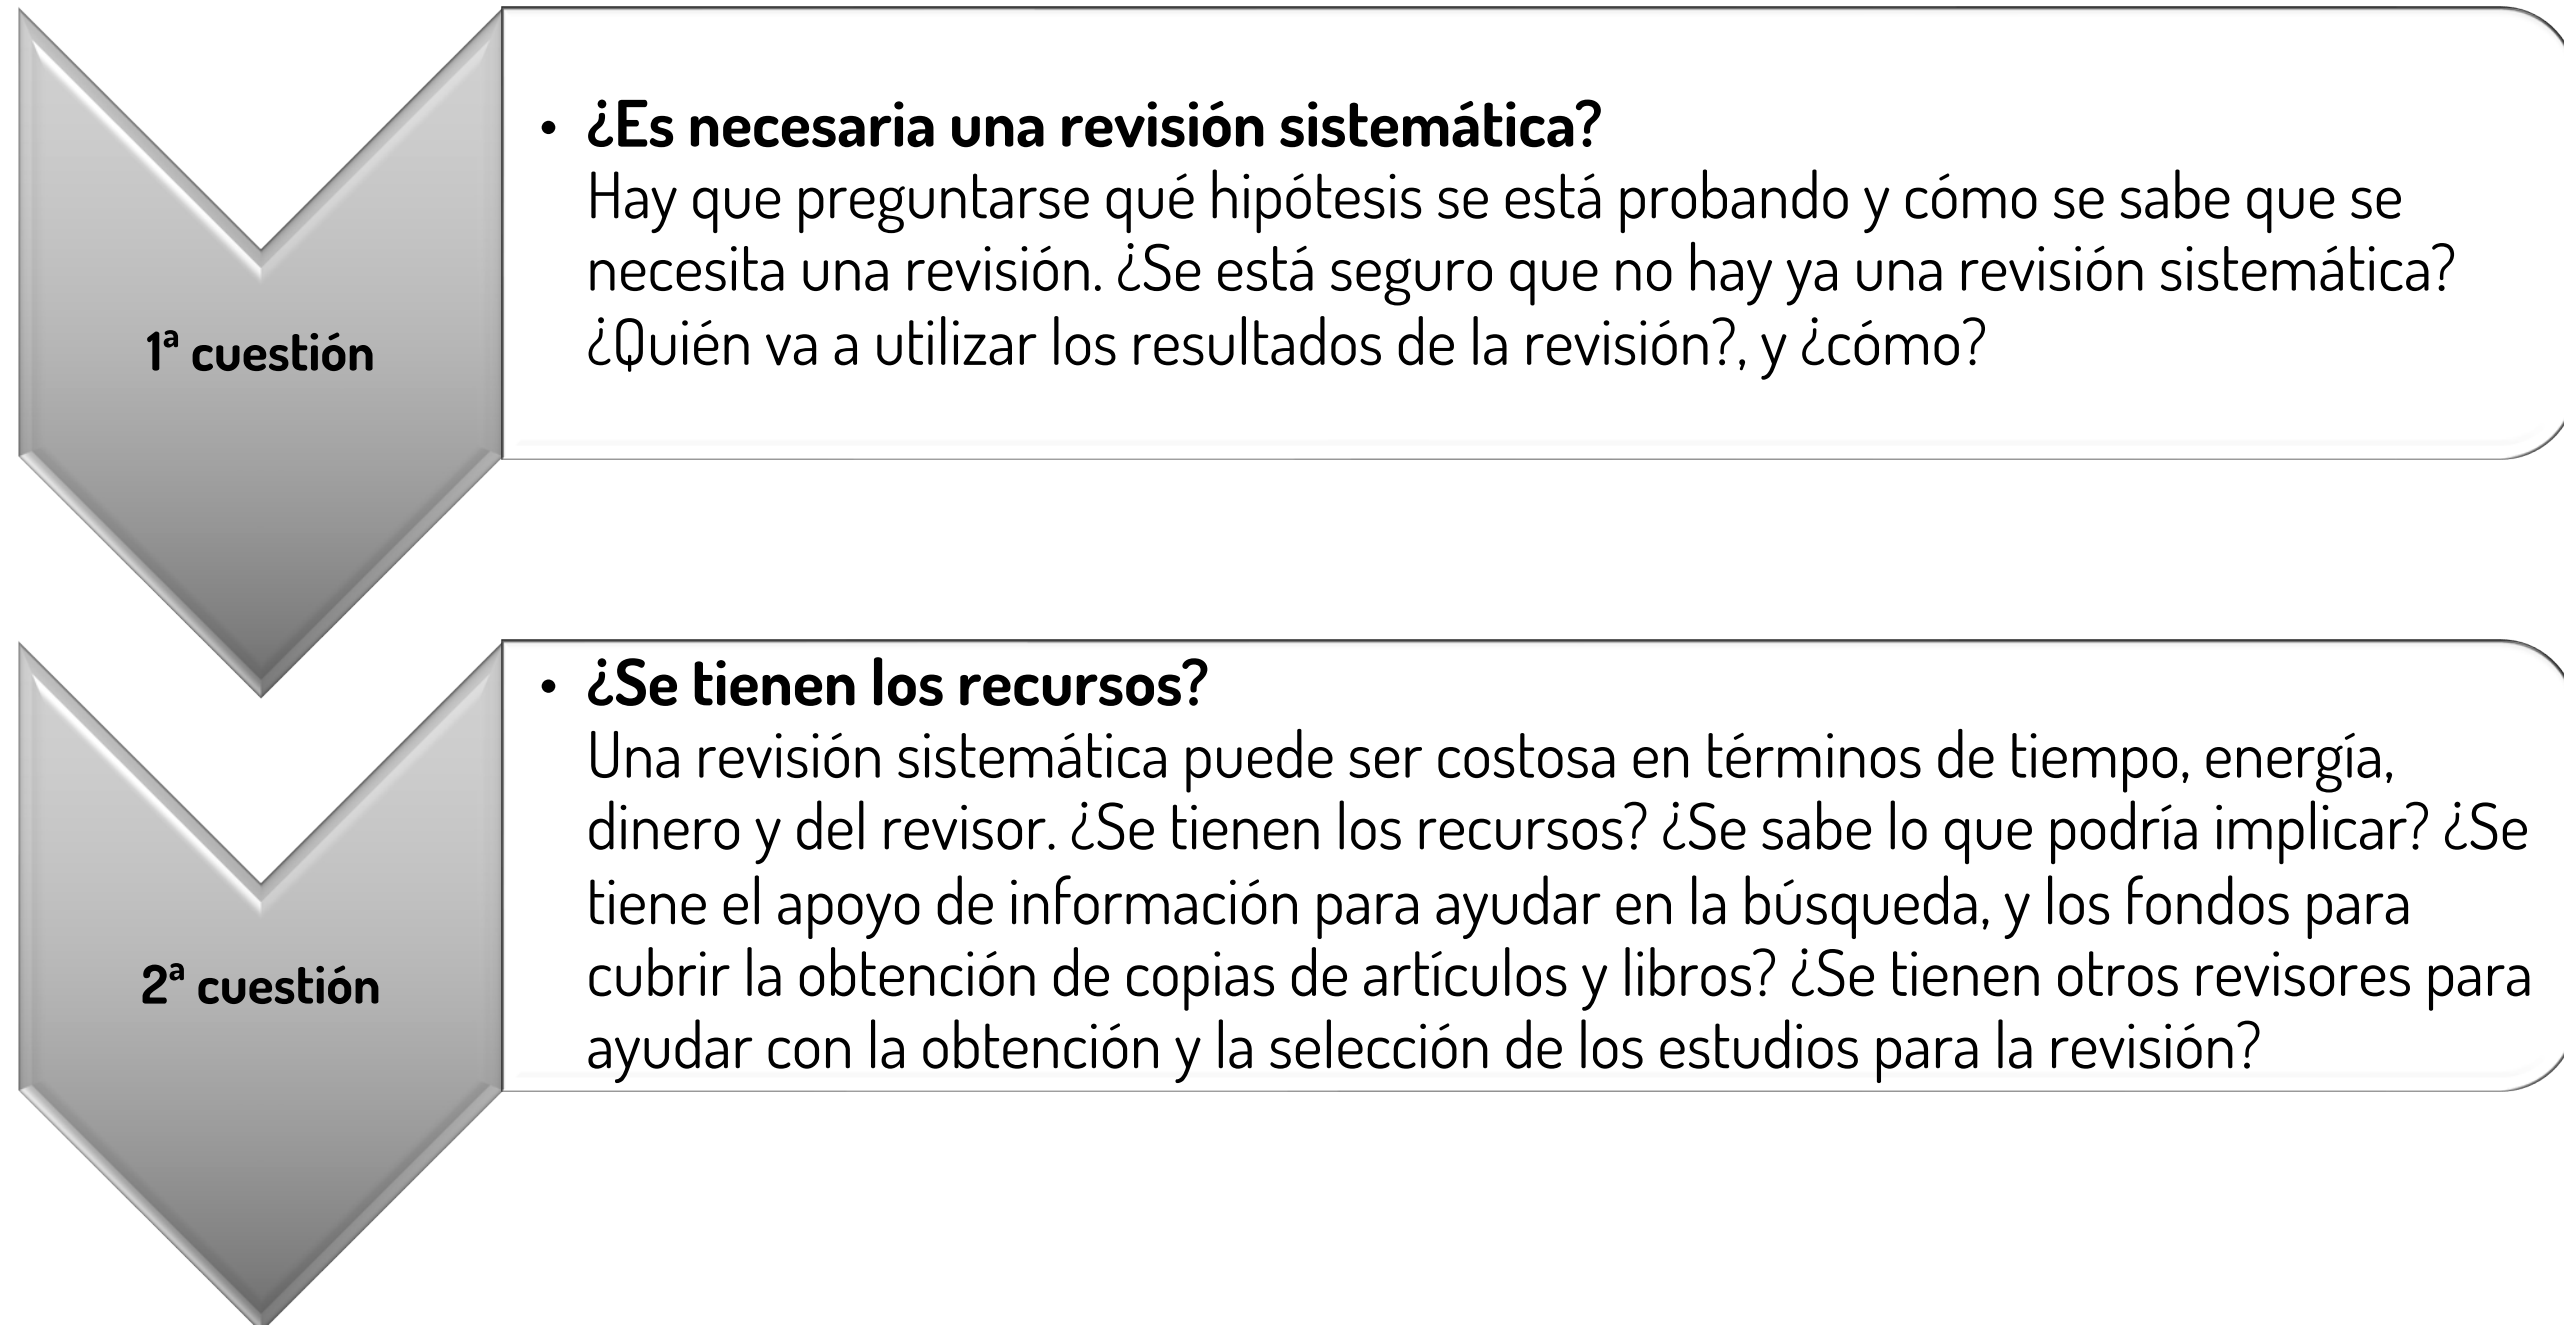 1ª cuestión
• ¿Es necesaria una revisión sistemática?
Hay que preguntarse qué hipótesis se está probando y cómo se sabe que se
necesita una revisión. ¿Se está seguro que no hay ya una revisión sistemática?
¿Quién va a utilizar los resultados de la revisión?, y ¿cómo?
2ª cuestión
• ¿Se tienen los recursos?
Una revisión sistemática puede ser costosa en términos de tiempo, energía,
dinero y del revisor. ¿Se tienen los recursos? ¿Se sabe lo que podría implicar? ¿Se
tiene el apoyo de información para ayudar en la búsqueda, y los fondos para
cubrir la obtención de copias de artículos y libros? ¿Se tienen otros revisores para
ayudar con la obtención y la selección de los estudios para la revisión?